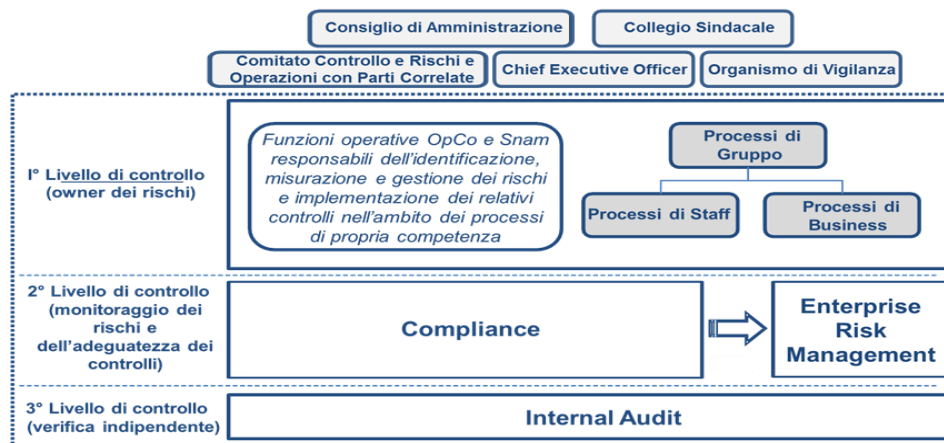 Consiglio di Amministrazione
Collegio Sindacale
Comitato Controllo e Rischi e
Operazioni con Parti Correlate
Chief Executive Officer
Organismo di Vigilanza
I° Livello di controllo
(owner dei rischi)
Funzioni operative OpCo e Snam
responsabili dell'identificazione,
misurazione e gestione dei rischi
e implementazione dei relativi
controlli nell'ambito dei processi
di propria competenza
Processi di
Gruppo
Processi di Staff
Processi di
Business
2° Livello di controllo
(monitoraggio dei
rischi e
dell'adeguatezza dei
controlli)
Compliance
Enterprise
Risk
Management
3° Livello di controllo
(verifica indipendente)
Internal Audit